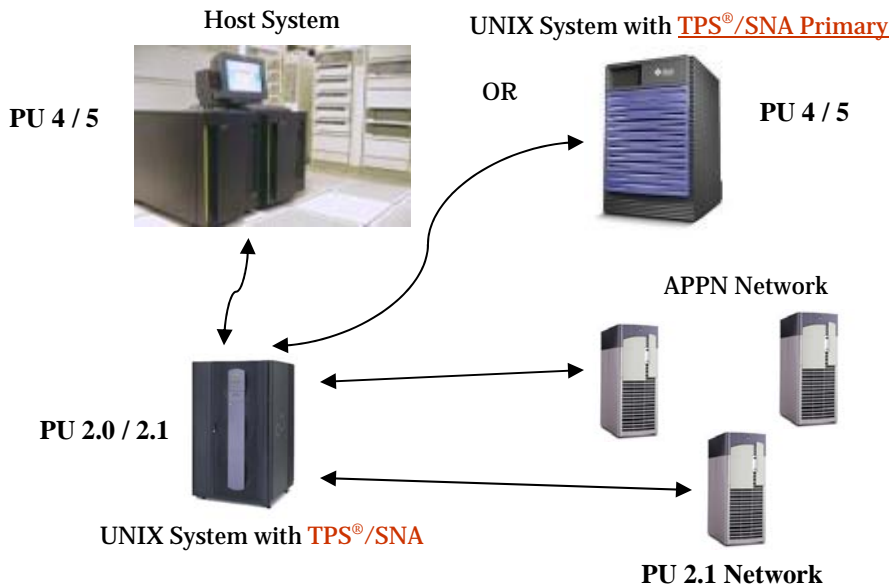 Host System
UNIX System with TPS®/SNA Primary
PU 4 / 5
OR
PU 4 / 5
APPN Network
PU 2.0 / 2.1
UNIX System with TPS®/SNA
PU 2.1 Network